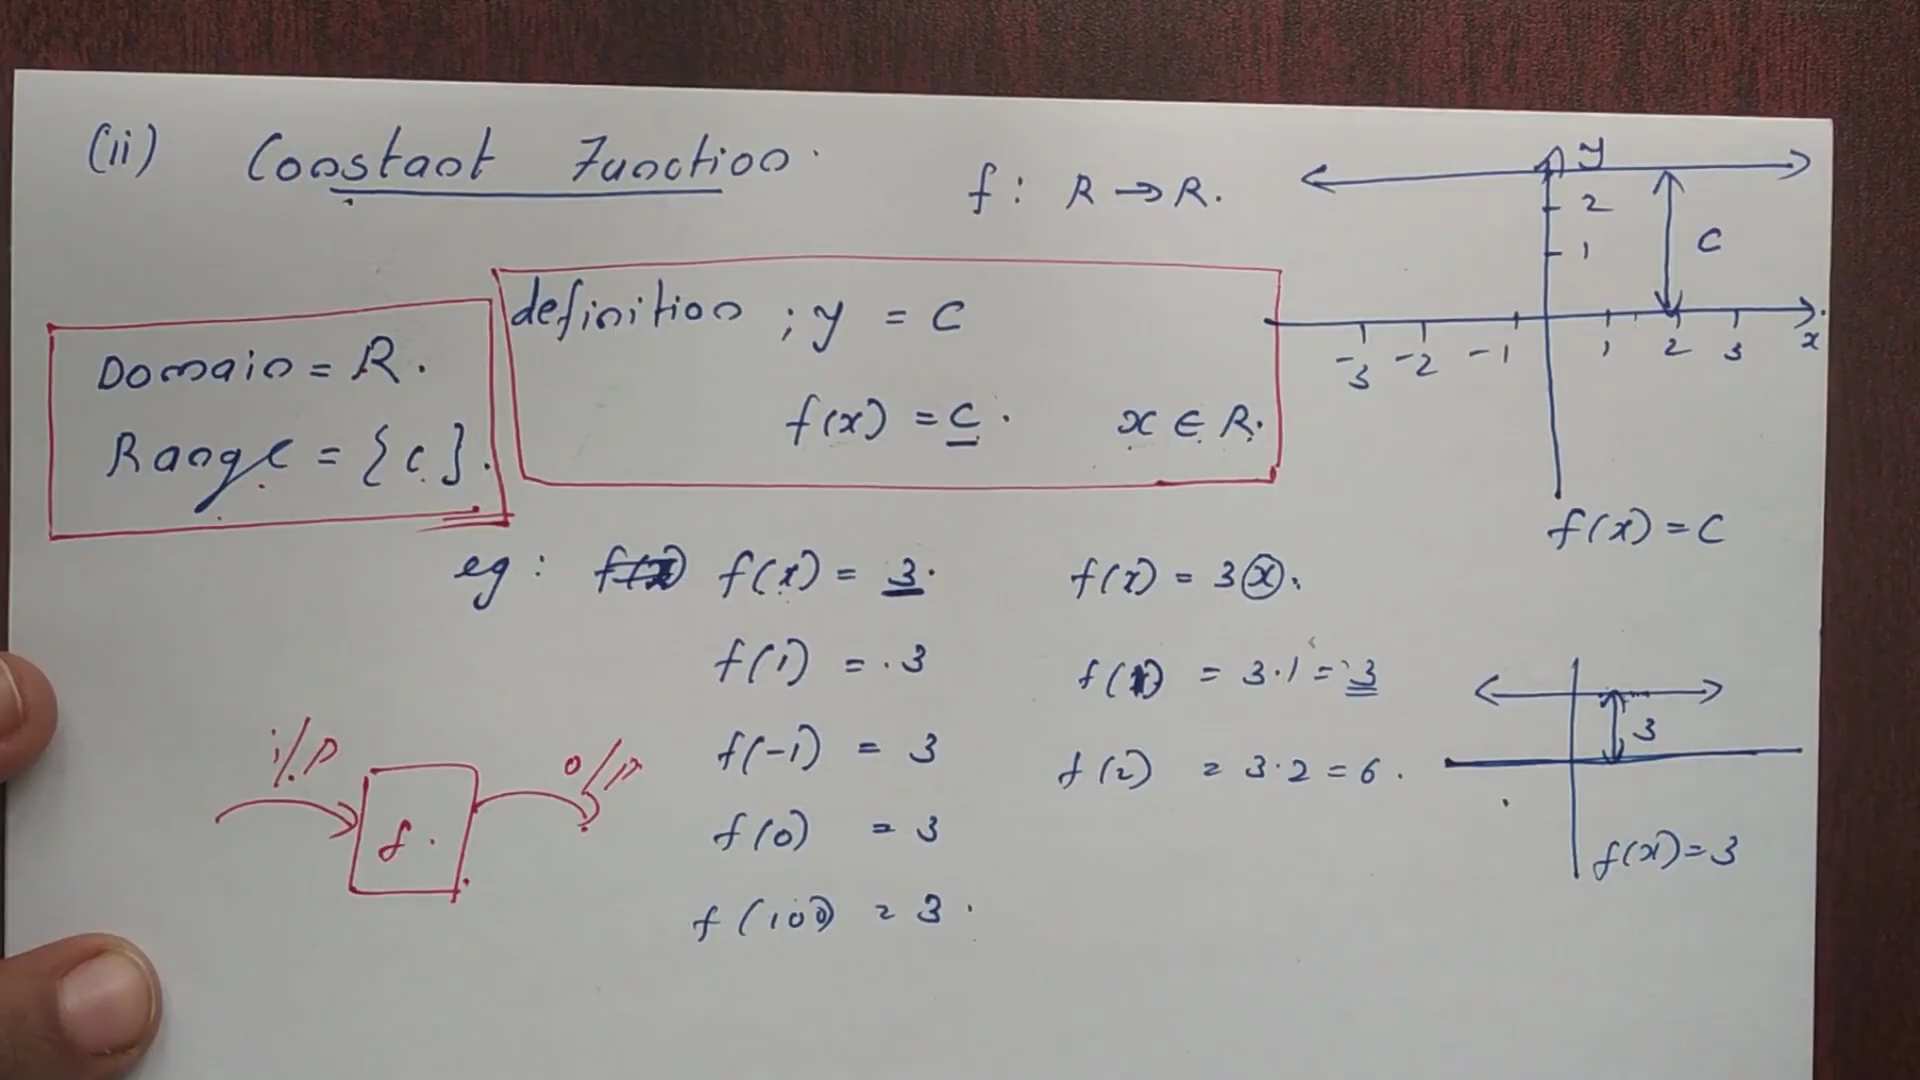 (ii) Constant Function.
f : R → R.
definition ; y = C
f(x) = C. x ∈ R.
Domain = R.
Range = {c}.
y
2
1
C
-3 -2 -1 1 2 3 x
f(x) = C
eg : f(x) = 3.
f(1) = 3
f(-1) = 3
f(0) = 3
f(100) = 3.
f(x) = 3x.
f(1) = 3·1 = 3
f(2) = 3·2 = 6.
i/p
f.
o/p
3
f(x) = 3